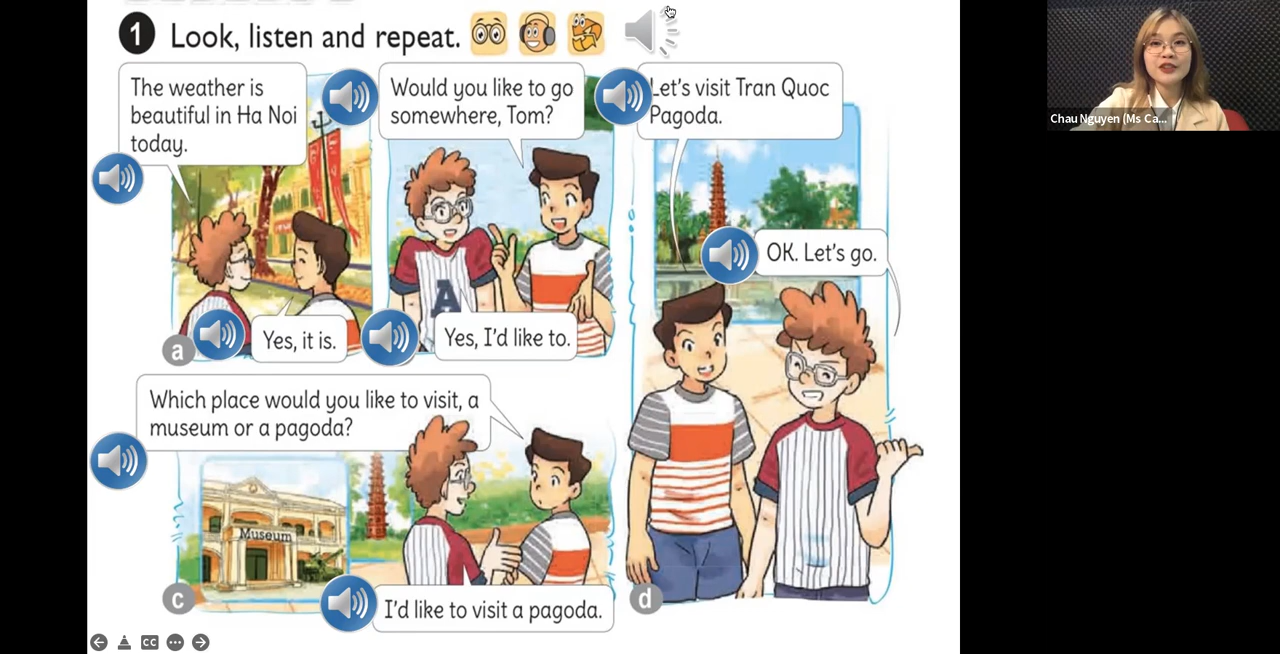 1 Look, listen and repeat.
The weather is
beautiful in Ha Noi
today.
Yes, it is.
a
Would you like to go
somewhere, Tom?
Yes, I'd like to.
Which place would you like to visit, a
museum or a pagoda?
Museum
I'd like to visit a pagoda.
c
Let's visit Tran Quoc
Pagoda.
OK. Let's go.
d
A
CC
Chau Nguyen (Ms Ca...